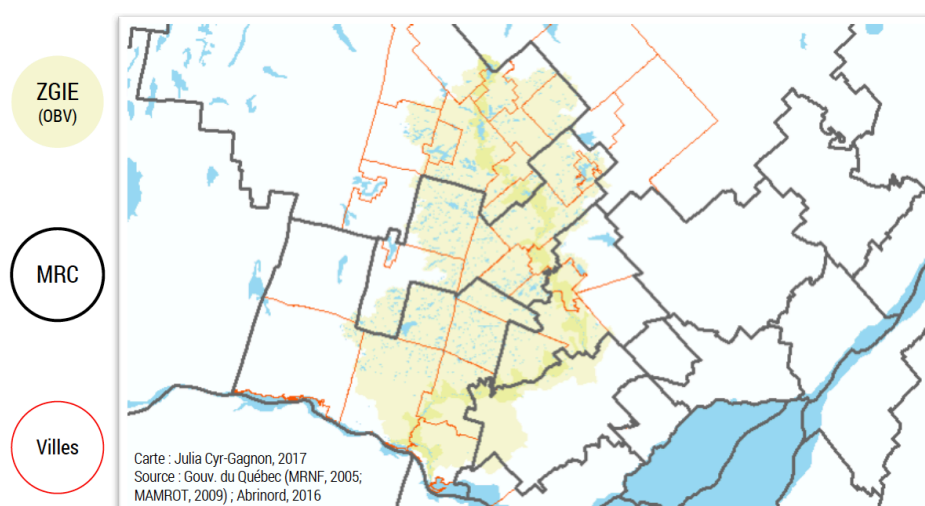 ZGIE
(OBV)
MRC
Villes
Carte : Julia Cyr-Gagnon, 2017
Source : Gouv. du Québec (MRNF, 2005;
MAMROT, 2009) ; Abrinord, 2016